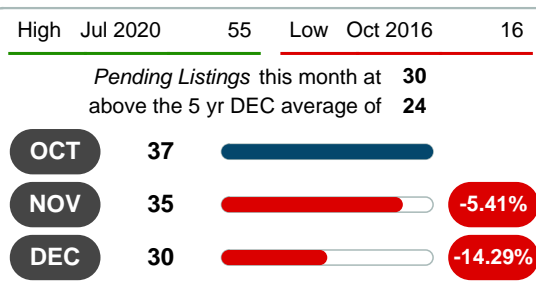 High Jul 2020 55 Low Oct 2016 16
Pending Listings this month at 30
above the 5 yr DEC average of 24
OCT 37
NOV 35 -5.41%
DEC 30 -14.29%